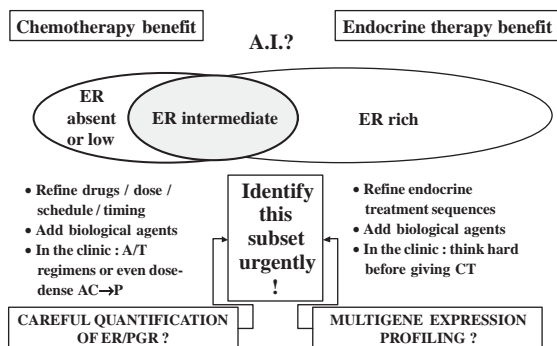 Chemotherapy benefit
Endocrine therapy benefit
A.I.?
ER
absent
or low
ER intermediate
ER rich
• Refine drugs / dose /
schedule / timing
• Add biological agents
• In the clinic : A/T
regimens or even dose-
dense AC→P
Identify
this
subset
urgently
!
• Refine endocrine
treatment sequences
• Add biological agents
• In the clinic : think hard
before giving CT
CAREFUL QUANTIFICATION
OF ER/PGR ?
MULTIGENE EXPRESSION
PROFILING ?